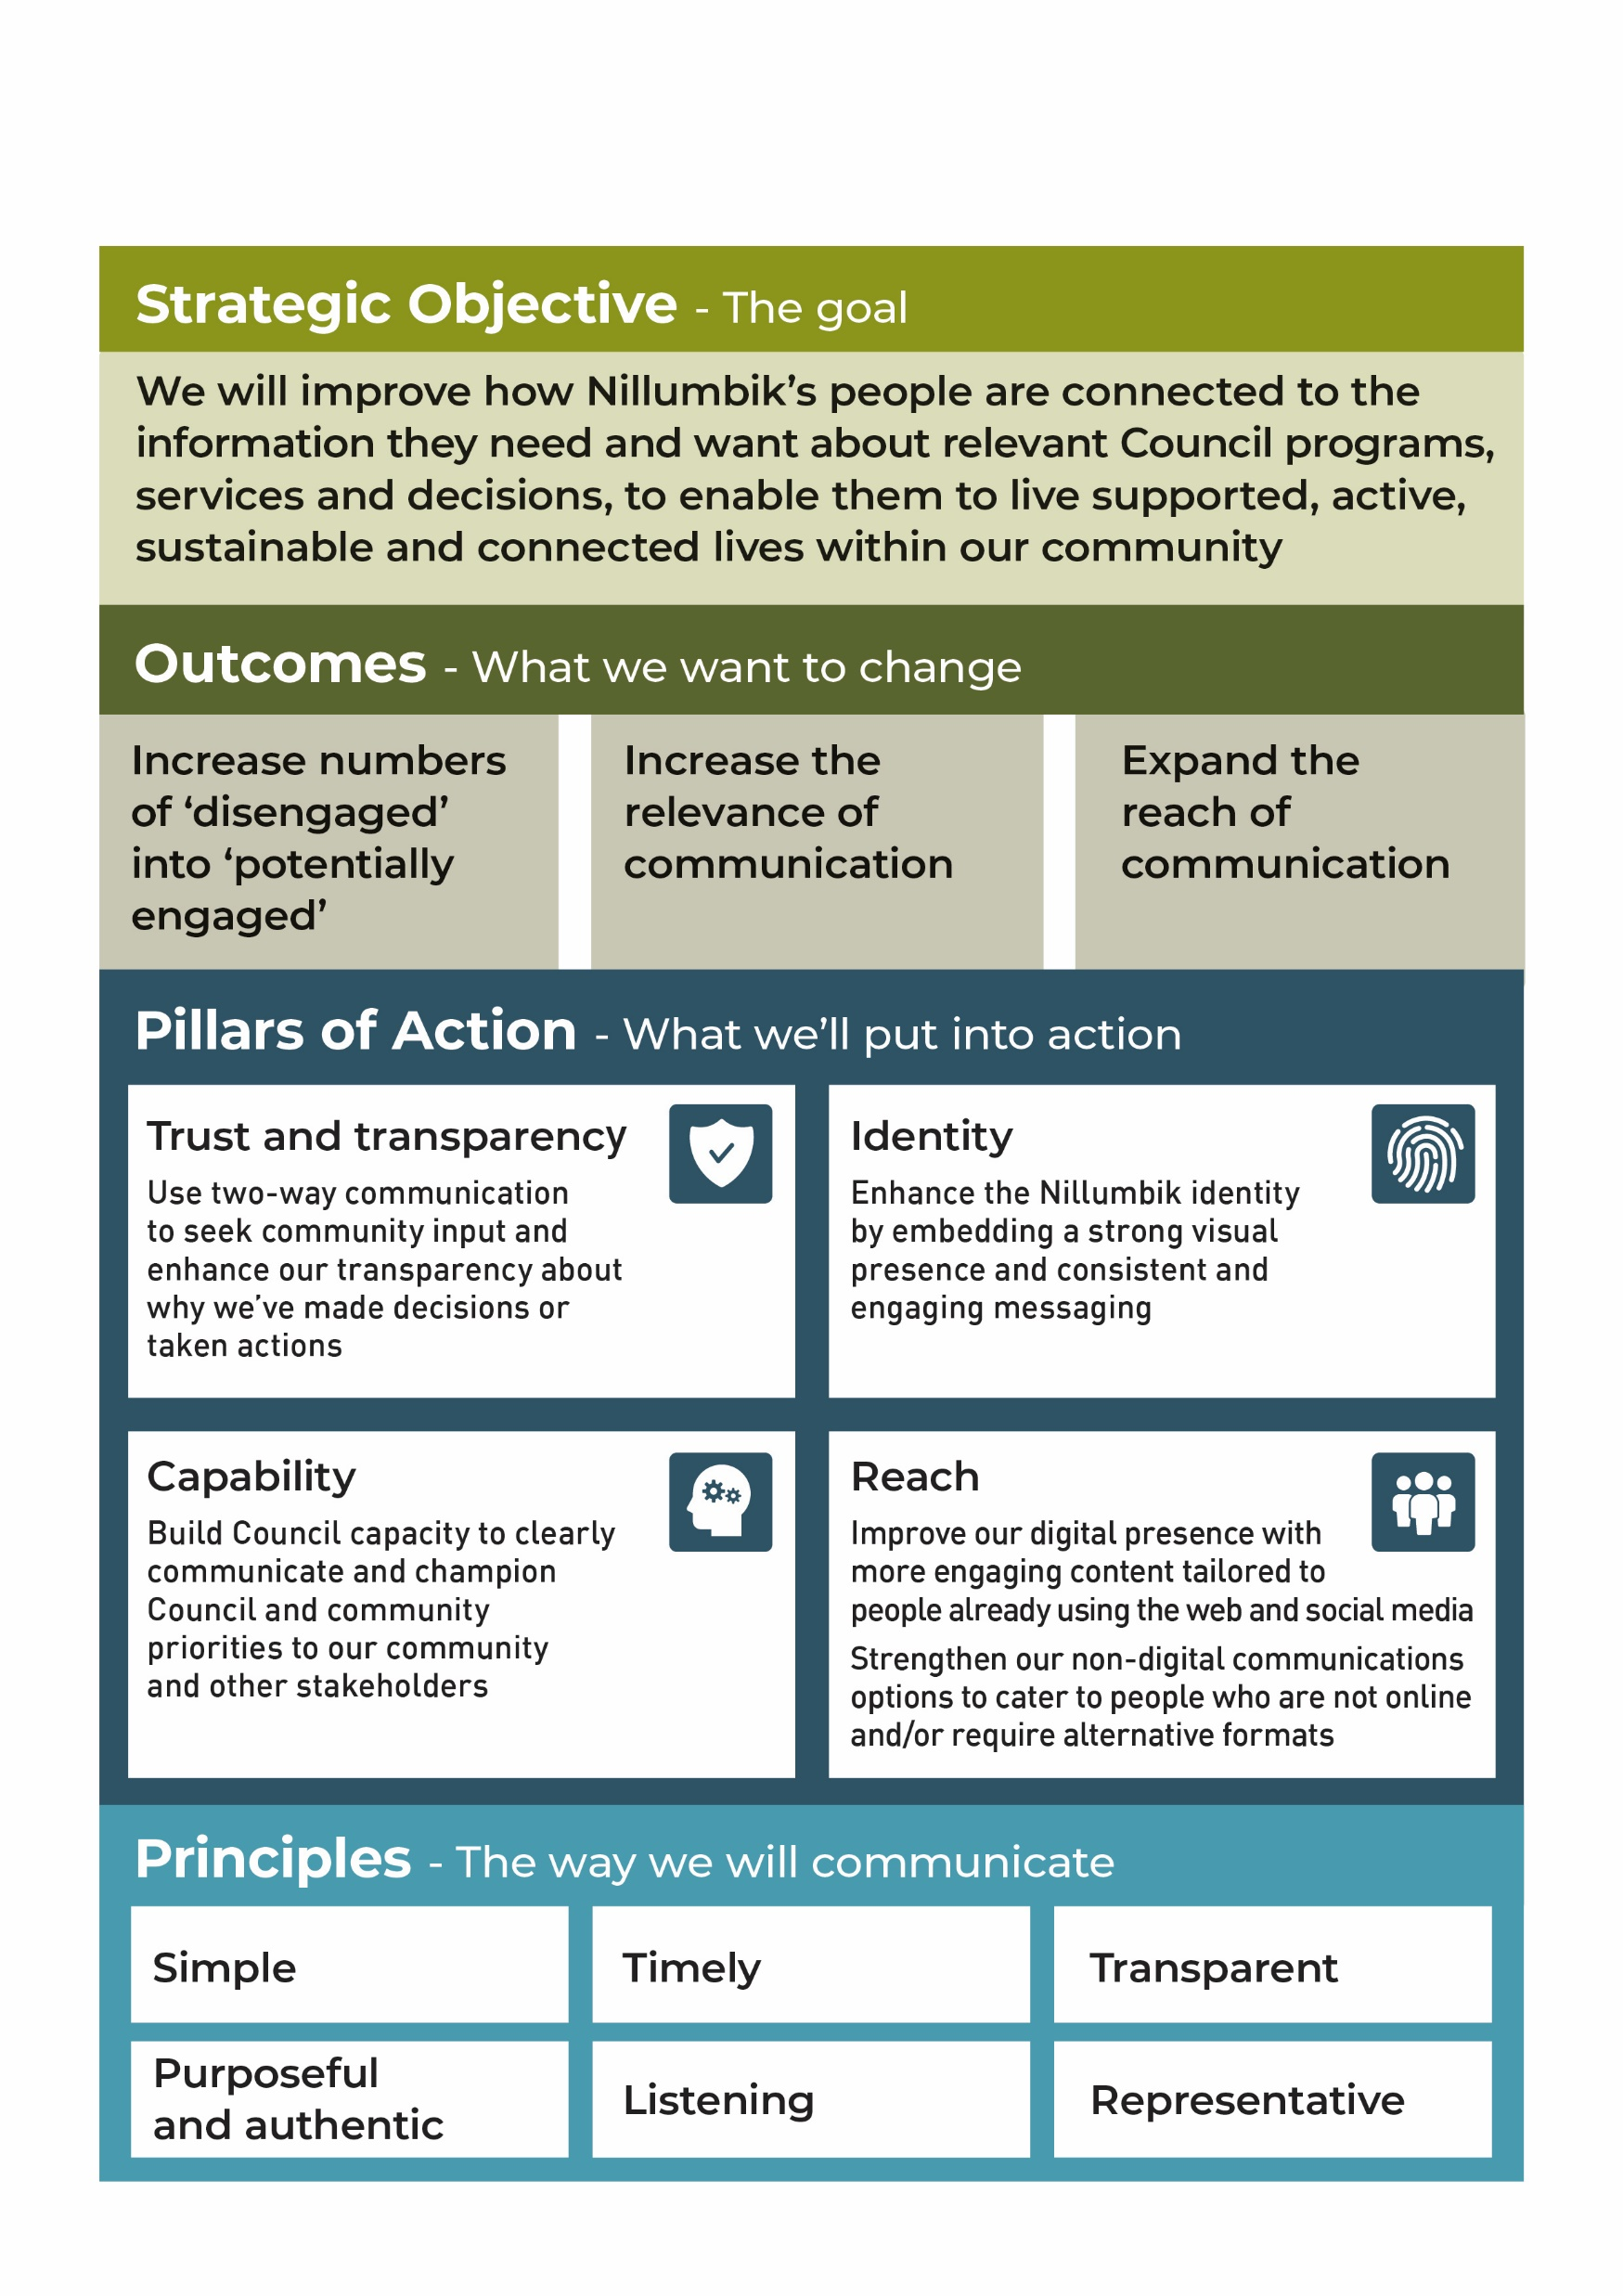 Strategic Objective - The goal
We will improve how Nillumbik’s people are connected to the
information they need and want about relevant Council programs,
services and decisions, to enable them to live supported, active,
sustainable and connected lives within our community
Outcomes - What we want to change
Increase numbers
of ‘disengaged’
into ‘potentially
engaged’
Increase the
relevance of
communication
Expand the
reach of
communication
Pillars of Action - What we’ll put into action
Trust and transparency
Use two-way communication
to seek community input and
enhance our transparency about
why we’ve made decisions or
taken actions
Identity
Enhance the Nillumbik identity
by embedding a strong visual
presence and consistent and
engaging messaging
Capability
Build Council capacity to clearly
communicate and champion
Council and community
priorities to our community
and other stakeholders
Reach
Improve our digital presence with
more engaging content tailored to
people already using the web and social media
Strengthen our non-digital communications
options to cater to people who are not online
and/or require alternative formats
Principles - The way we will communicate
Simple
Timely
Transparent
Purposeful
and authentic
Listening
Representative